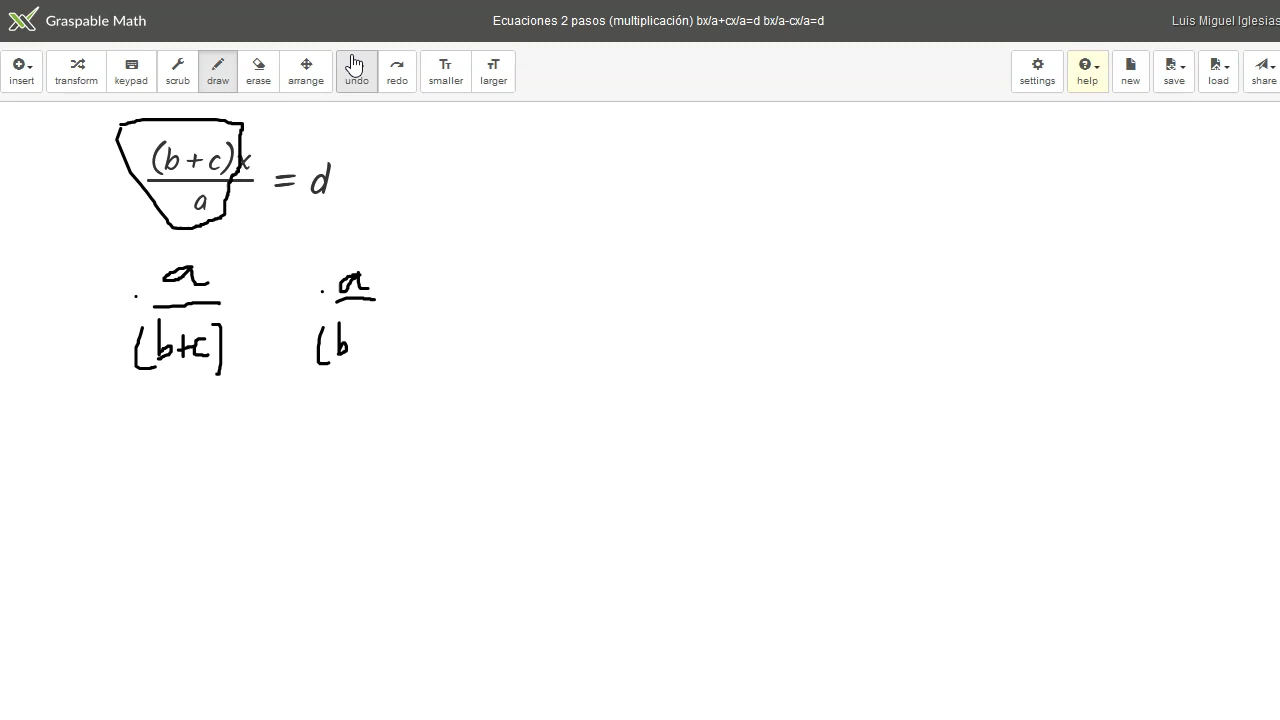 Graspable Math
Ecuaciones 2 pasos (multiplicación) bx/a+cx/a=d bx/a-cx/a=d
Luis Miguel Iglesias
insert transform keypad scrub draw erase arrange undo redo smaller larger settings help new save load share
(b + c)x
a
= d
· a
(b+c)
· a
(b